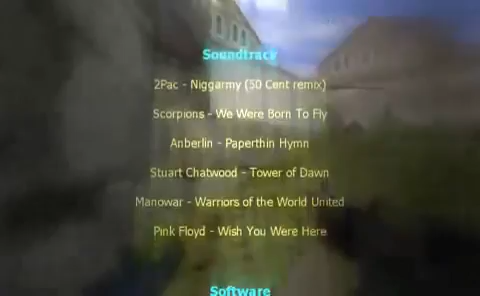 Soundtrack
2Pac - Niggarmy (50 Cent remix)
Scorpions - We Were Born To Fly
Anberlin - Paperthin Hymn
Stuart Chatwood - Tower of Dawn
Manowar - Warriors of the World United
Pink Floyd - Wish You Were Here
Software